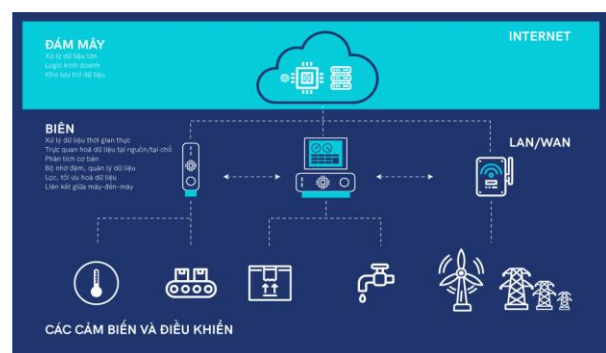 ĐÁM MÂY
Xử lý dữ liệu lớn
Logic kinh doanh
Kho lưu trữ dữ liệu
INTERNET
BIÊN
Xử lý dữ liệu thời gian thực
Trực quan hoá dữ liệu tại nguồn/tại chỗ
Phân tích cơ bản
Bộ nhớ đệm, quản lý dữ liệu
Lọc, tối ưu hoá dữ liệu
Liên kết giữa máy-đến-máy
LAN/WAN
CÁC CẢM BIẾN VÀ ĐIỀU KHIỂN